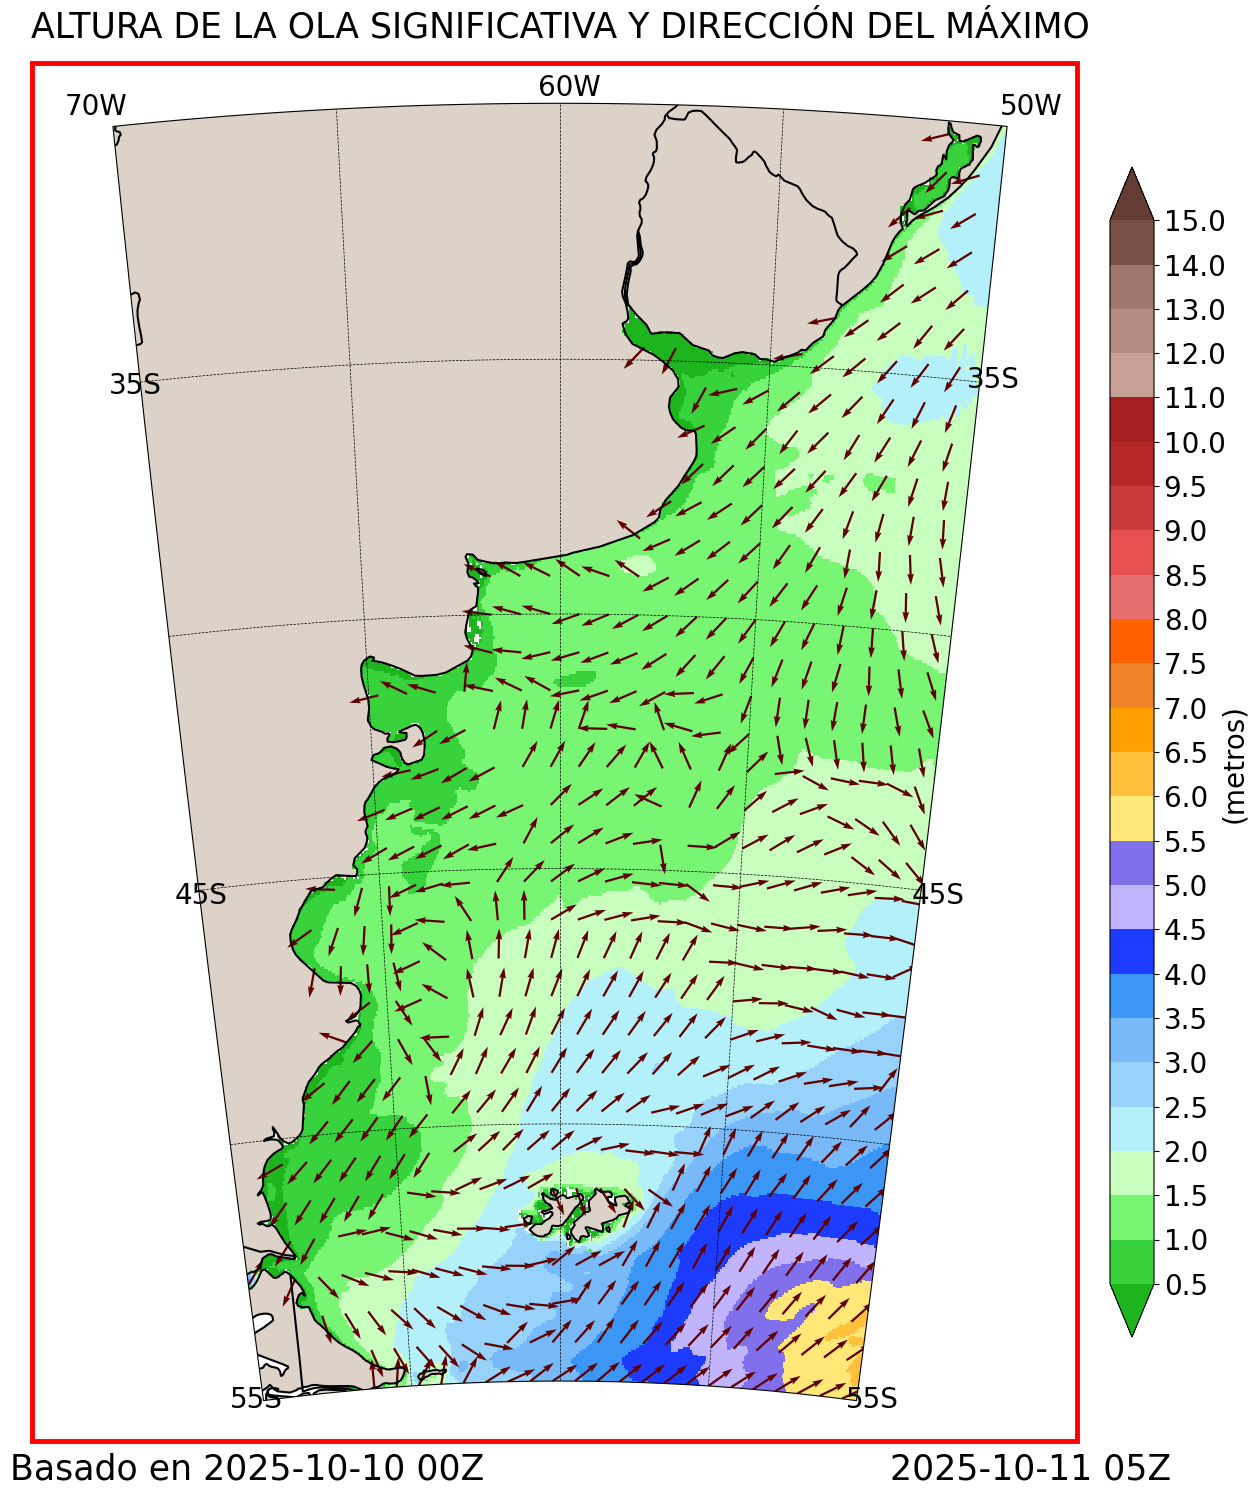 ALTURA DE LA OLA SIGNIFICATIVA Y DIRECCIÓN DEL MÁXIMO
70W
60W
50W
35S
35S
45S
45S
55S
55S
15.0
14.0
13.0
12.0
11.0
10.0
9.5
9.0
8.5
8.0
7.5
7.0
6.5
6.0
5.5
5.0
4.5
4.0
3.5
3.0
2.5
2.0
1.5
1.0
0.5
(metros)
Basado en 2025-10-10 00Z
2025-10-11 05Z